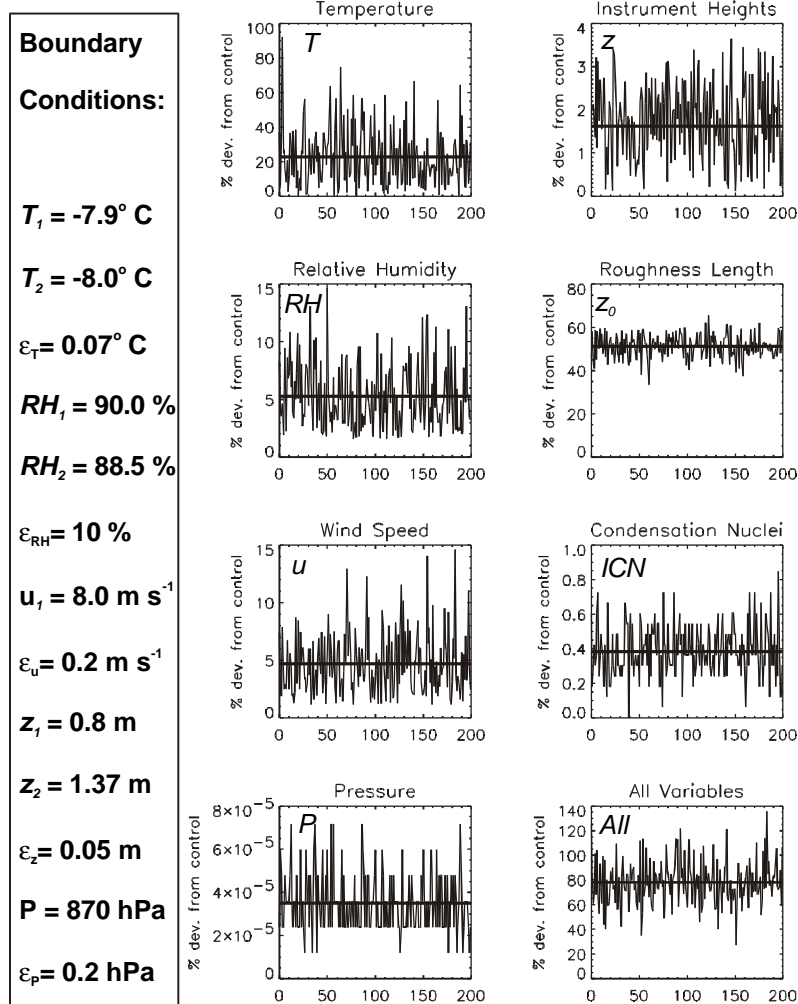 Boundary
Conditions:
T₁ = -7.9° C
T₂ = -8.0° C
ε_T= 0.07° C
RH₁ = 90.0 %
RH₂ = 88.5 %
ε_RH= 10 %
u₁ = 8.0 m s⁻¹
ε_u= 0.2 m s⁻¹
z₁ = 0.8 m
z₂ = 1.37 m
ε_z= 0.05 m
P = 870 hPa
ε_P= 0.2 hPa
Temperature
T
% dev. from control
100
80
60
40
20
0
0 50 100 150 200
Instrument Heights
z
% dev. from control
4
3
2
1
0
0 50 100 150 200
Relative Humidity
RH
% dev. from control
15
10
5
0
0 50 100 150 200
Roughness Length
z₀
% dev. from control
80
60
40
20
0
0 50 100 150 200
Wind Speed
u
% dev. from control
15
10
5
0
0 50 100 150 200
Condensation Nuclei
ICN
% dev. from control
1.0
0.8
0.6
0.4
0.2
0.0
0 50 100 150 200
Pressure
P
% dev. from control
8×10⁻⁵
6×10⁻⁵
4×10⁻⁵
2×10⁻⁵
0
0 50 100 150 200
All Variables
All
% dev. from control
140
120
100
80
60
40
20
0
0 50 100 150 200